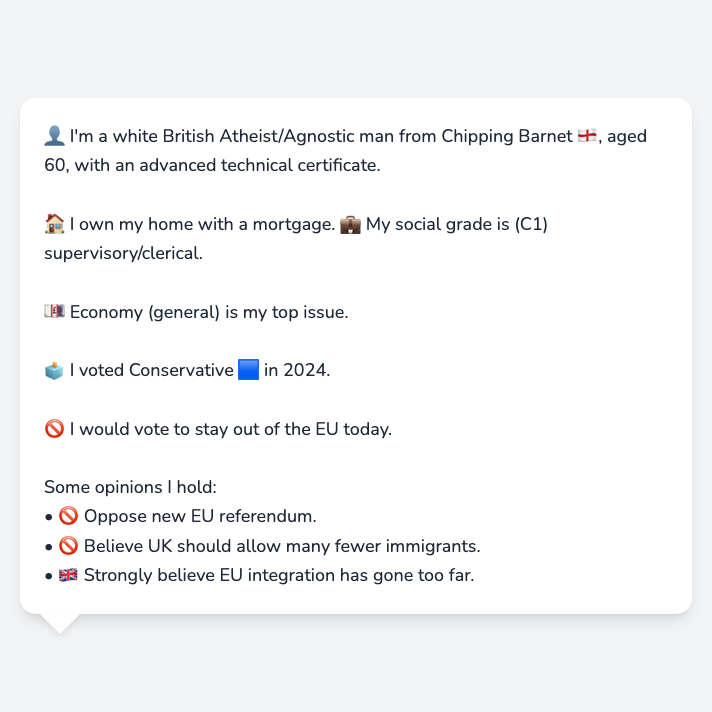 👤 I'm a white British Atheist/Agnostic man from Chipping Barnet 🏴󠁧󠁢󠁥󠁮󠁧󠁿, aged
60, with an advanced technical certificate.
🏠 I own my home with a mortgage. 💼 My social grade is (C1)
supervisory/clerical.
💷 Economy (general) is my top issue.
🗳️ I voted Conservative 🟦 in 2024.
🚫 I would vote to stay out of the EU today.
Some opinions I hold:
• 🚫 Oppose new EU referendum.
• 🚫 Believe UK should allow many fewer immigrants.
• 🇬🇧 Strongly believe EU integration has gone too far.